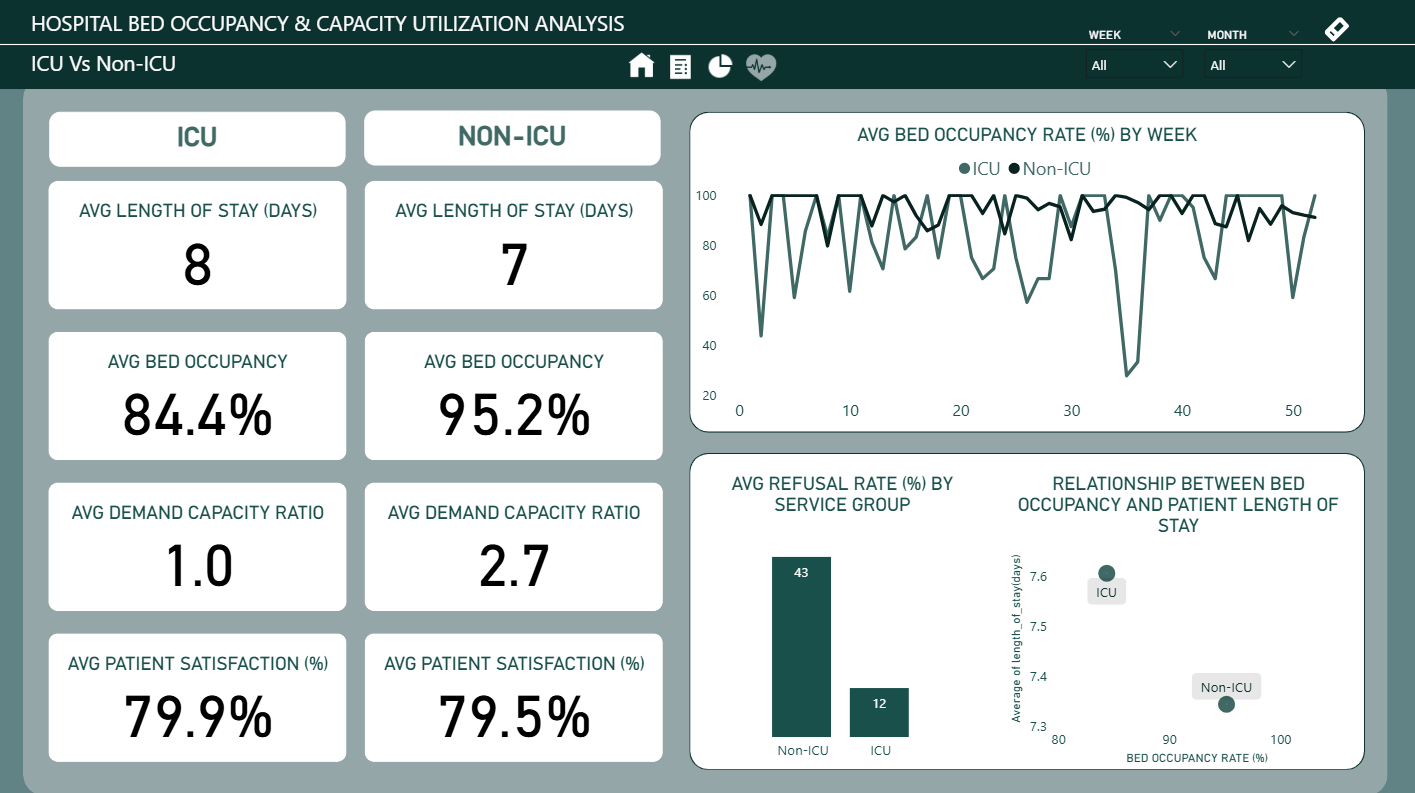 HOSPITAL BED OCCUPANCY & CAPACITY UTILIZATION ANALYSIS
WEEK
MONTH
ICU Vs Non-ICU
All
All
ICU
NON-ICU
AVG LENGTH OF STAY (DAYS)
8
AVG LENGTH OF STAY (DAYS)
7
AVG BED OCCUPANCY
84.4%
AVG BED OCCUPANCY
95.2%
AVG DEMAND CAPACITY RATIO
1.0
AVG DEMAND CAPACITY RATIO
2.7
AVG PATIENT SATISFACTION (%)
79.9%
AVG PATIENT SATISFACTION (%)
79.5%
AVG BED OCCUPANCY RATE (%) BY WEEK
ICU Non-ICU
100
80
60
40
20
0 10 20 30 40 50
AVG REFUSAL RATE (%) BY
SERVICE GROUP
43
12
Non-ICU ICU
RELATIONSHIP BETWEEN BED
OCCUPANCY AND PATIENT LENGTH OF
STAY
Average of length_of_stay(days)
7.6
7.5
7.4
7.3
ICU
Non-ICU
80 90 100
BED OCCUPANCY RATE (%)